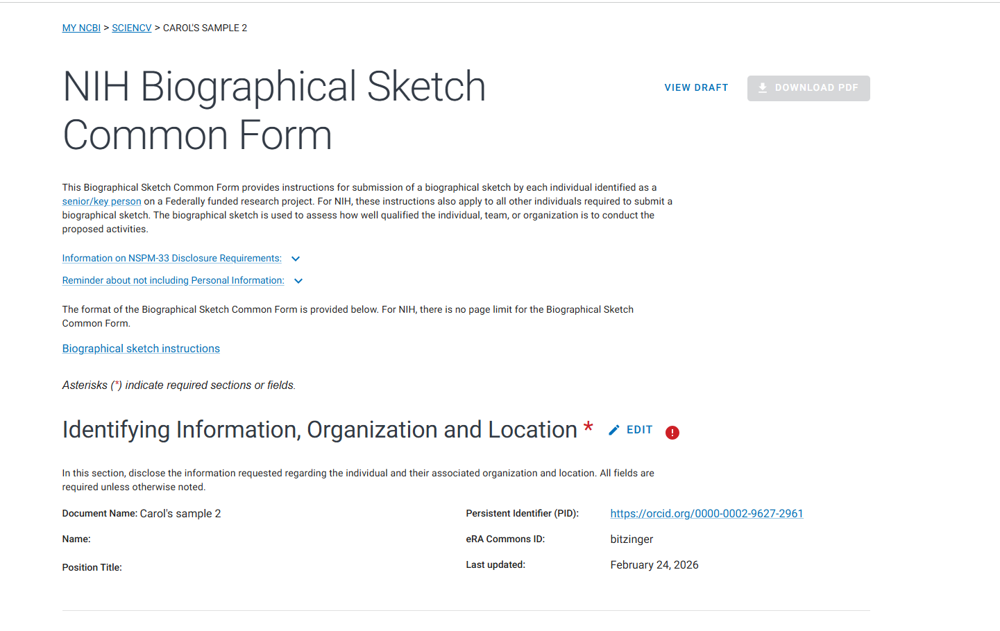 MY NCBI > SCIENCV > CAROL'S SAMPLE 2
NIH Biographical Sketch
Common Form
VIEW DRAFT
DOWNLOAD PDF
This Biographical Sketch Common Form provides instructions for submission of a biographical sketch by each individual identified as a
senior/key person on a Federally funded research project. For NIH, these instructions also apply to all other individuals required to submit a
biographical sketch. The biographical sketch is used to assess how well qualified the individual, team, or organization is to conduct the
proposed activities.
Information on NSPM-33 Disclosure Requirements:
Reminder about not including Personal Information:
The format of the Biographical Sketch Common Form is provided below. For NIH, there is no page limit for the Biographical Sketch
Common Form.
Biographical sketch instructions
Asterisks (*) indicate required sections or fields.
Identifying Information, Organization and Location * EDIT
In this section, disclose the information requested regarding the individual and their associated organization and location. All fields are
required unless otherwise noted.
Document Name: Carol's sample 2
Name:
Position Title:
Persistent Identifier (PID): https://orcid.org/0000-0002-9627-2961
eRA Commons ID: bitzinger
Last updated: February 24, 2026